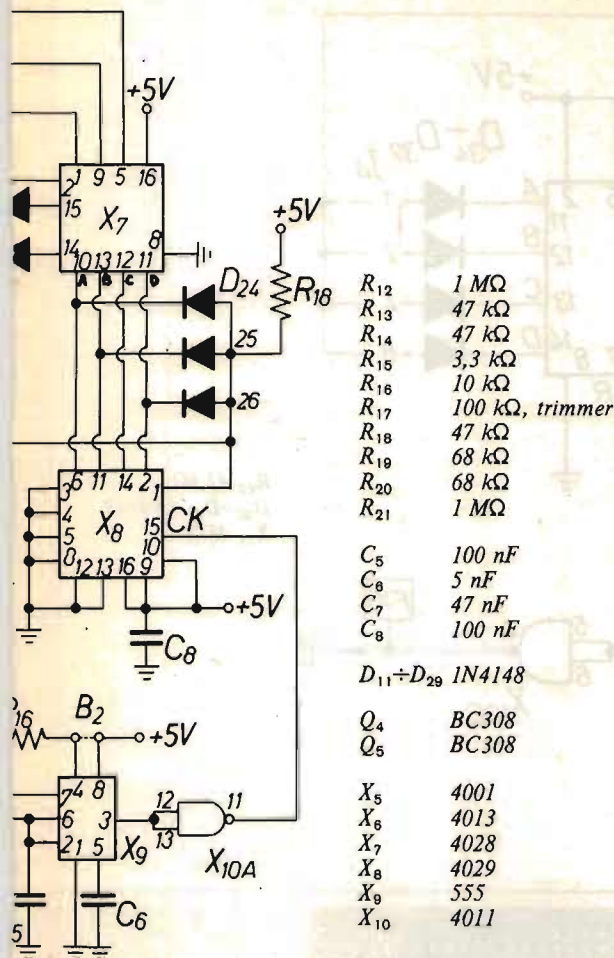 +5V
1 9 5 16
2
15
X7
8
14
10 13 12 11
A B C D
D24
+5V
R18
25
26
6 11 14 2 1
3
4
X8
CK
5
15
10
8
12 13 16 9
+5V
C8
16
B2
+5V
7 4 8
6
3
12
11
13
2 1 5
X9
X10A
C6
5
R12 1 MΩ
R13 47 kΩ
R14 47 kΩ
R15 3,3 kΩ
R16 10 kΩ
R17 100 kΩ, trimmer
R18 47 kΩ
R19 68 kΩ
R20 68 kΩ
R21 1 MΩ
C5 100 nF
C6 5 nF
C7 47 nF
C8 100 nF
D11÷D29 1N4148
Q4 BC308
Q5 BC308
X5 4001
X6 4013
X7 4028
X8 4029
X9 555
X10 4011